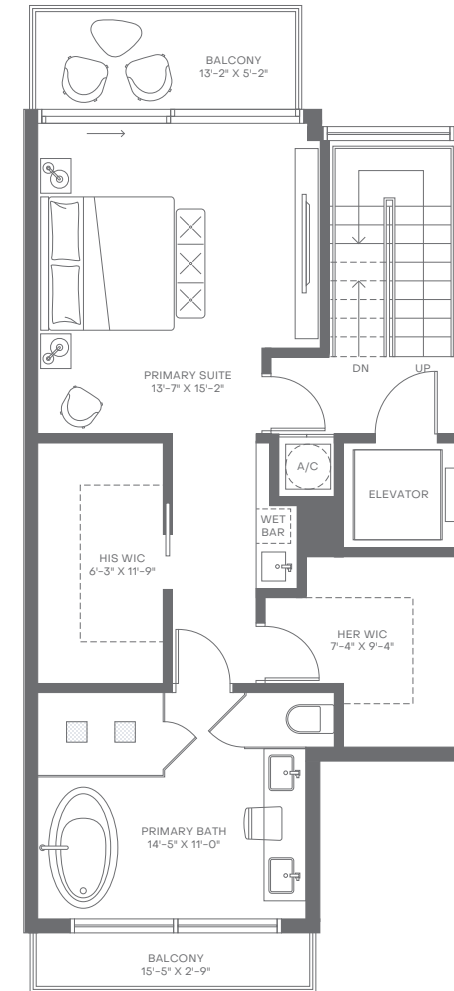 BALCONY
13'-2" X 5'-2"
DN
UP
PRIMARY SUITE
13'-7" X 15'-2"
A/C
ELEVATOR
WET
BAR
HIS WIC
6'-3" X 11'-9"
HER WIC
7'-4" X 9'-4"
PRIMARY BATH
14'-5" X 11'-0"
BALCONY
15'-5" X 2'-9"